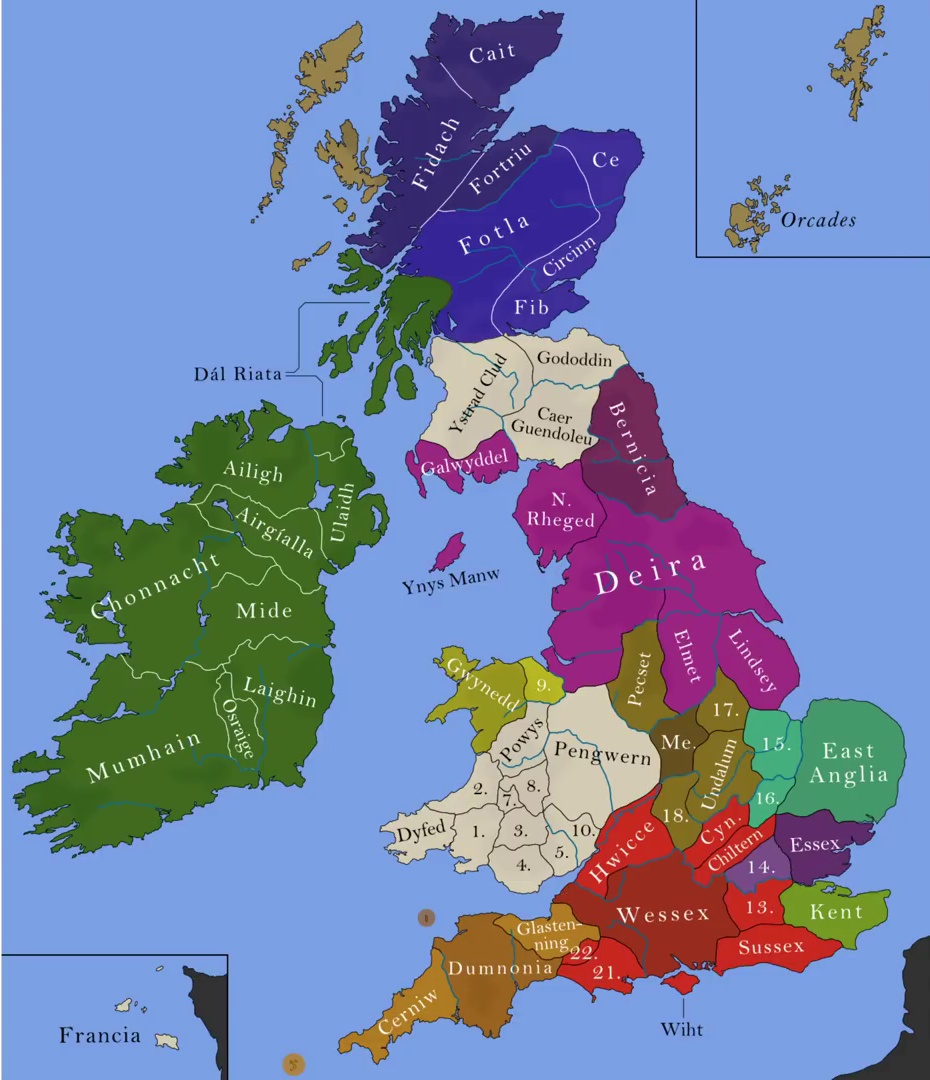 Cait
Fidach
Fortriu
Ce
Fotla
Circinn
Fib
Orcades
Dál Riata
Gododdin
Ystrad Clud
Caer
Guendoleu
Bernicia
Galwyddel
N.
Rheged
Ailigh
Airgíalla
Ulaidh
Chonnacht
Mide
Laighin
Osraige
Mumhain
Ynys Manw
Deira
Elmet
Lindsey
Pecset
Gwynedd
9.
Powys
Pengwern
Me.
17.
Undalum
15.
16.
East
Anglia
2.
7.
8.
18.
Cyn.
Chiltern
Dyfed
1.
3.
10.
4.
5.
Hwicce
Essex
14.
Wessex
13.
Kent
Sussex
Glasten-
ning
22.
21.
Dumnonia
Cerniw
Wiht
Francia